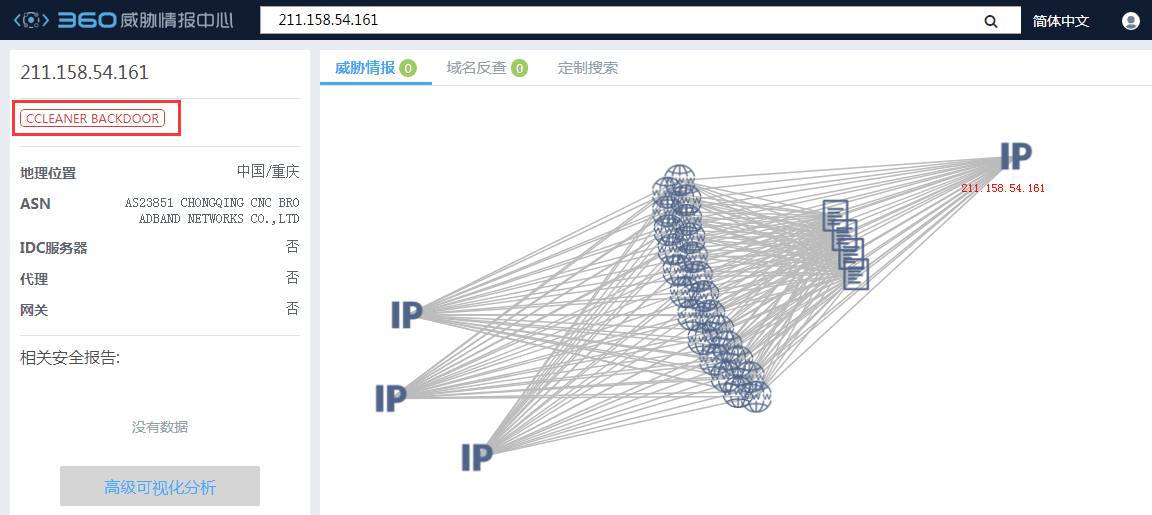 360威胁情报中心
211.158.54.161
简体中文
211.158.54.161
CCLEANER BACKDOOR
地理位置 中国/重庆
ASN AS23851 CHONGQING CNC BRO
ADBAND NETWORKS CO.,LTD
IDC服务器 否
代理 否
网关 否
相关安全报告:
没有数据
高级可视化分析
威胁情报 0 域名反查 0 定制搜索
IP
211.158.54.161
IP
IP
IP